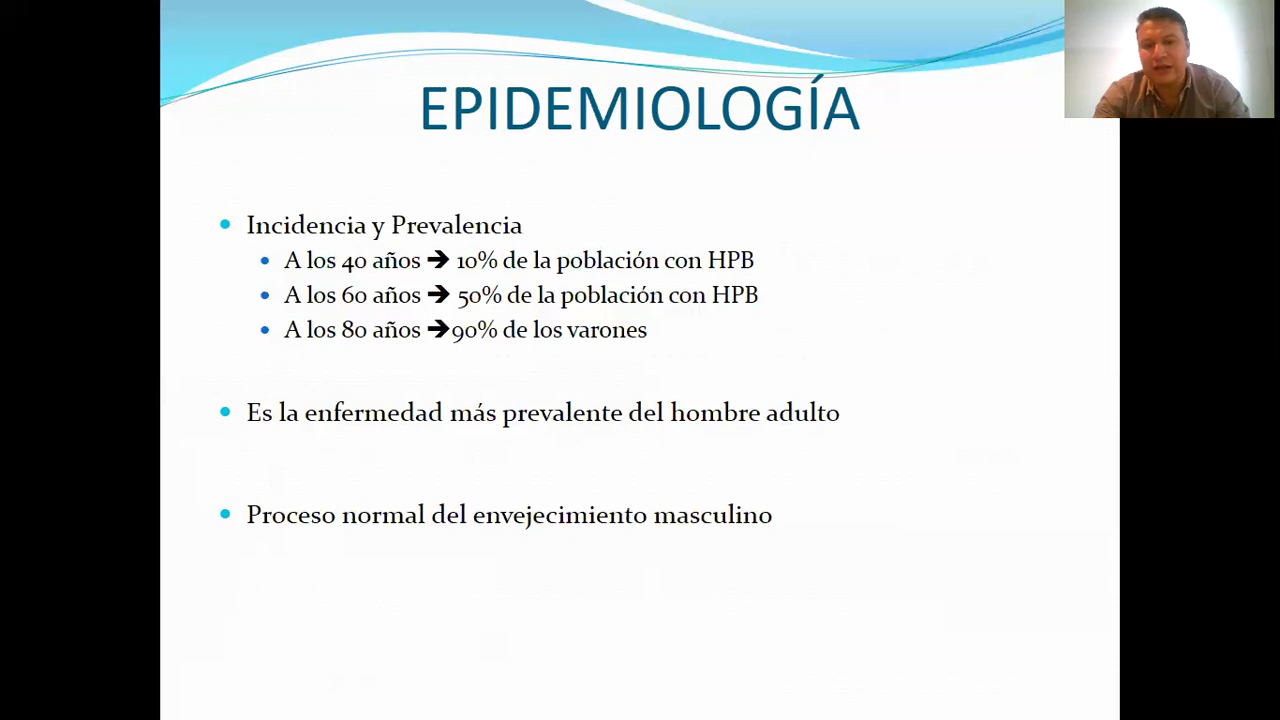 EPIDEMIOLOGÍA
Incidencia y Prevalencia
A los 40 años 🡺 10% de la población con HPB
A los 60 años 🡺 50% de la población con HPB
A los 80 años 🡺90% de los varones
Es la enfermedad más prevalente del hombre adulto
Proceso normal del envejecimiento masculino